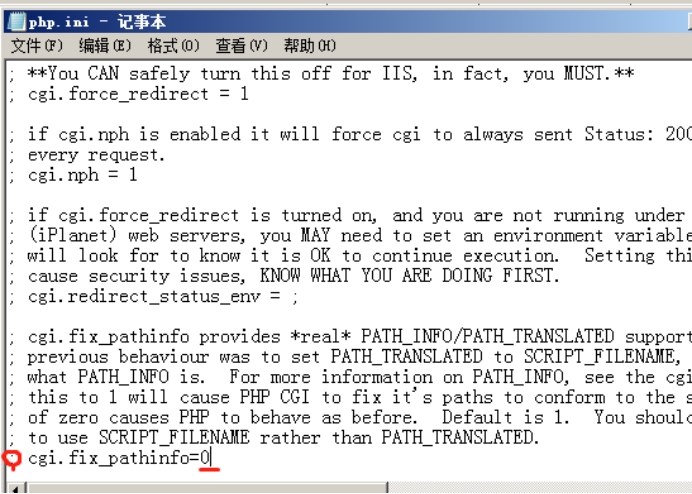 php.ini - 记事本
文件(F) 编辑(E) 格式(O) 查看(V) 帮助(H)
; **You CAN safely turn this off for IIS, in fact, you MUST.**
; cgi.force_redirect = 1
; if cgi.nph is enabled it will force cgi to always sent Status: 200
; every request.
; cgi.nph = 1
; if cgi.force_redirect is turned on, and you are not running under
; (iPlanet) web servers, you MAY need to set an environment variable
; will look for to know it is OK to continue execution.  Setting thi
; cause security issues, KNOW WHAT YOU ARE DOING FIRST.
; cgi.redirect_status_env = ;
; cgi.fix_pathinfo provides *real* PATH_INFO/PATH_TRANSLATED support
; previous behaviour was to set PATH_TRANSLATED to SCRIPT_FILENAME,
; what PATH_INFO is.  For more information on PATH_INFO, see the cgi
; this to 1 will cause PHP CGI to fix it's paths to conform to the s
; of zero causes PHP to behave as before.  Default is 1.  You should
; to use SCRIPT_FILENAME rather than PATH_TRANSLATED.
; cgi.fix_pathinfo=0